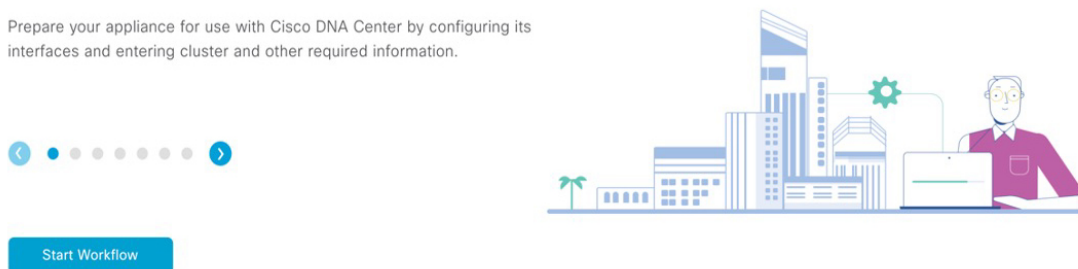 Prepare your appliance for use with Cisco DNA Center by configuring its
interfaces and entering cluster and other required information.
Start Workflow